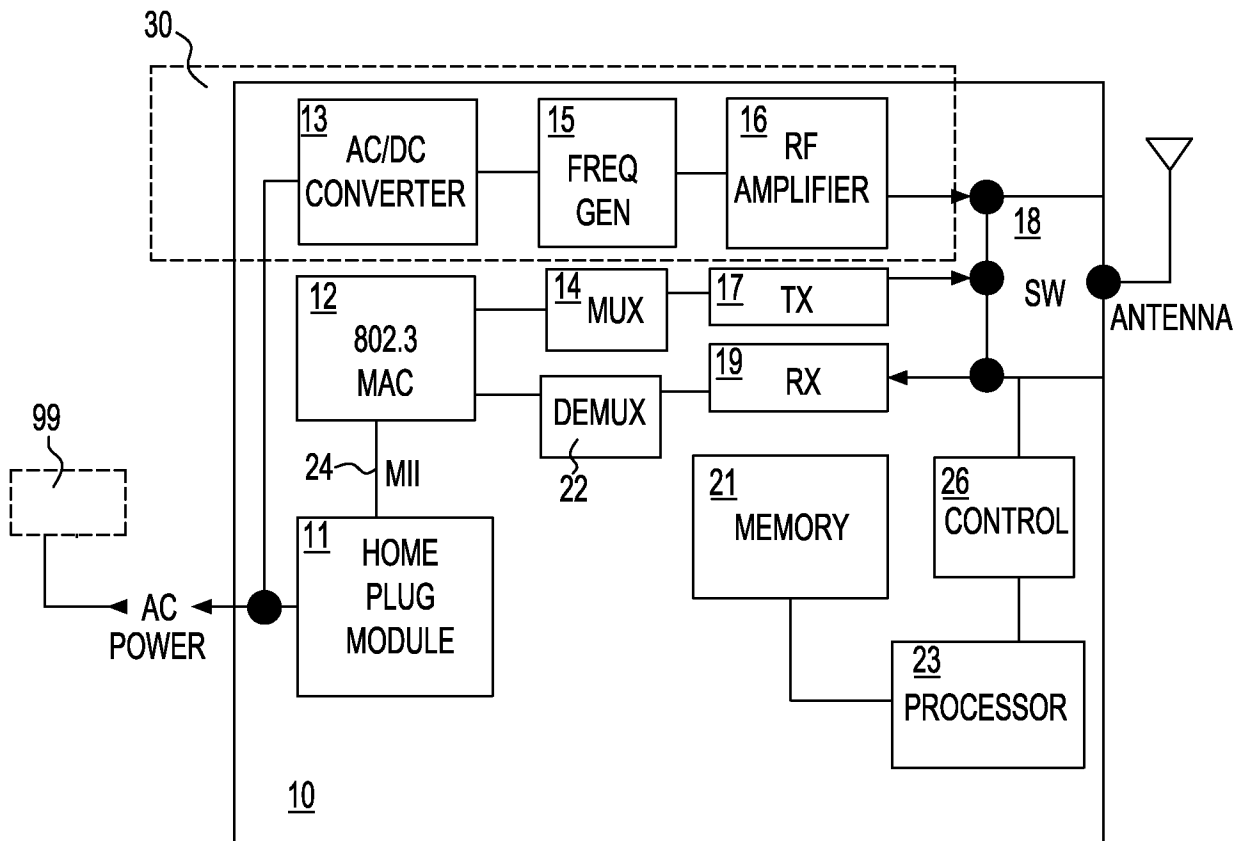 30
13
AC/DC
CONVERTER
15
FREQ
GEN
16
RF
AMPLIFIER
18
SW
ANTENNA
12
802.3
MAC
14
MUX
17
TX
19
RX
DEMUX
22
99
24
MII
21
MEMORY
26
CONTROL
11
HOME
PLUG
MODULE
AC
POWER
23
PROCESSOR
10